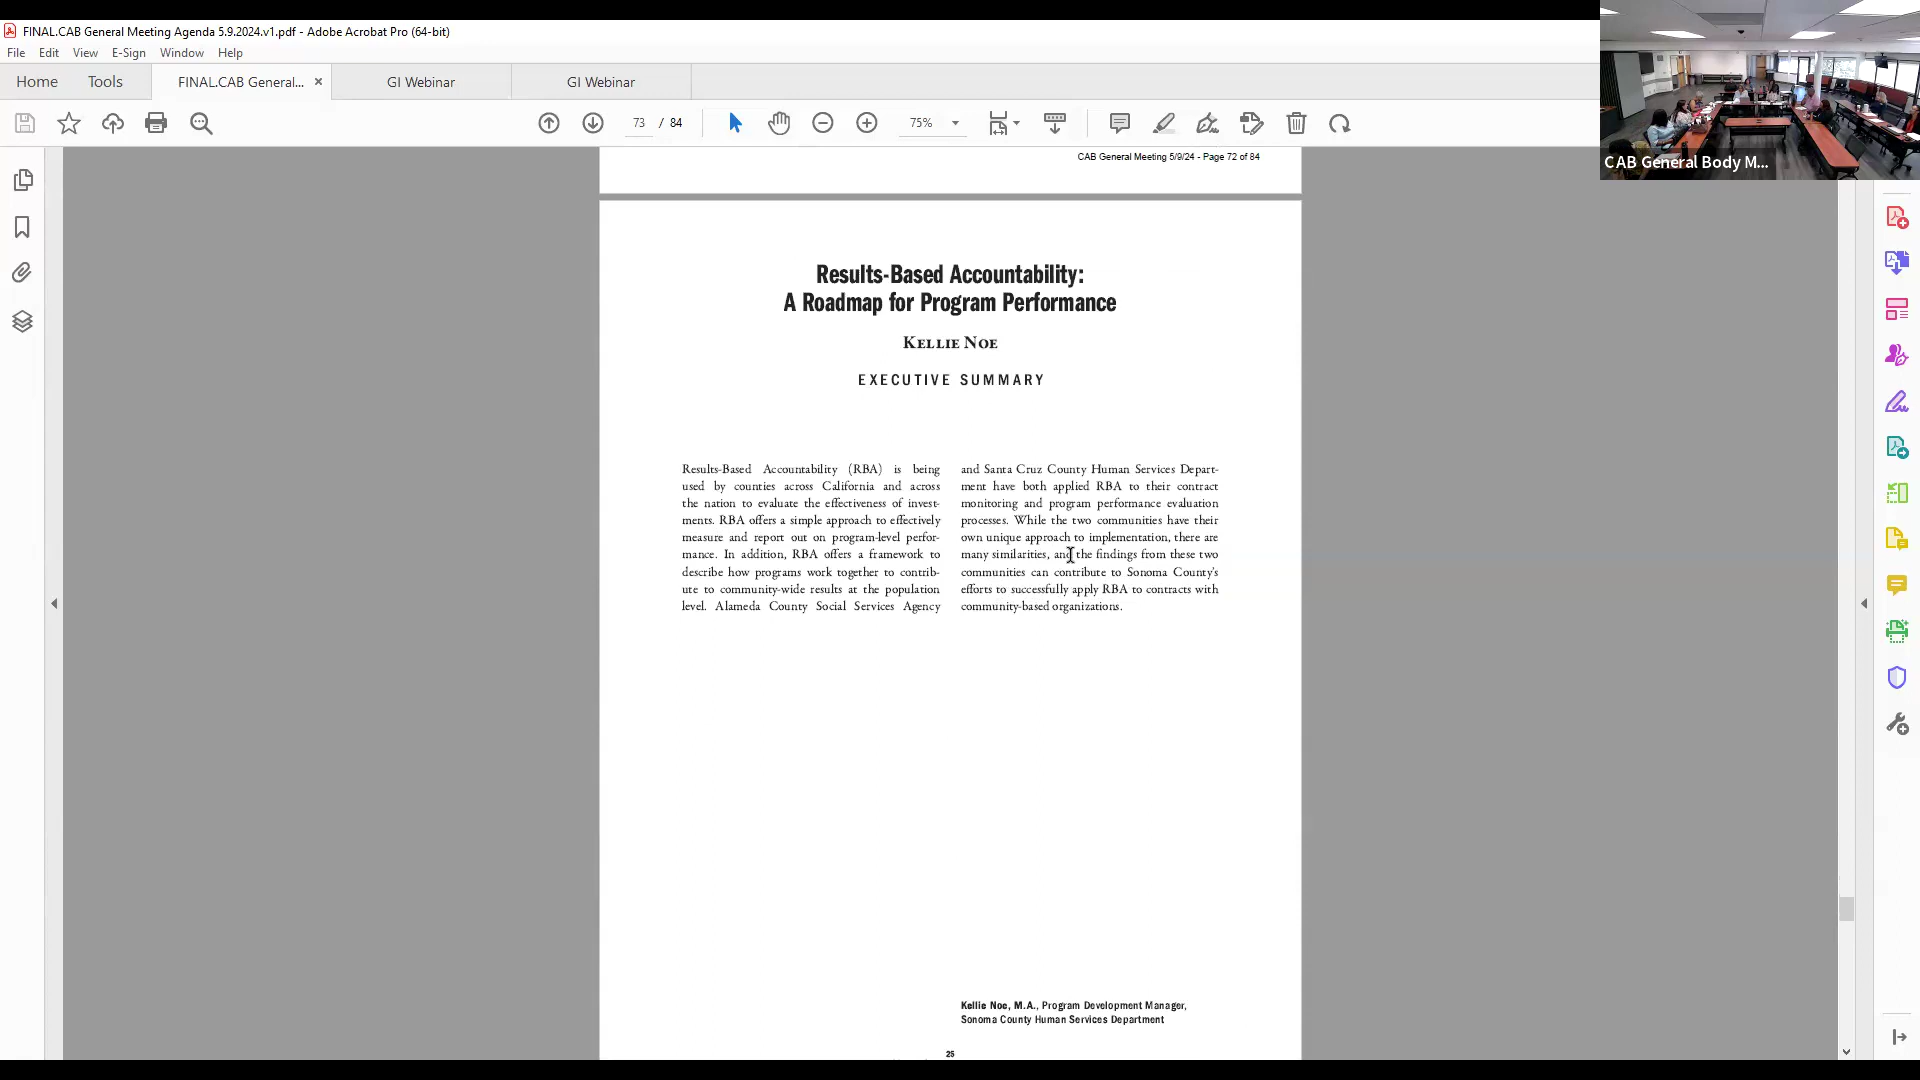 FINAL.CAB General Meeting Agenda 5.9.2024.v1.pdf - Adobe Acrobat Pro (64-bit)
File Edit View E-Sign Window Help
Home Tools FINAL.CAB General... × GI Webinar GI Webinar
73 / 84 75%
CAB General Body M...
CAB General Meeting 5/9/24 - Page 72 of 84
Results-Based Accountability:
A Roadmap for Program Performance
Kellie Noe
EXECUTIVE SUMMARY
Results-Based Accountability (RBA) is being
used by counties across California and across
the nation to evaluate the effectiveness of invest-
ments. RBA offers a simple approach to effectively
measure and report out on program-level perfor-
mance. In addition, RBA offers a framework to
describe how programs work together to contrib-
ute to community-wide results at the population
level. Alameda County Social Services Agency
and Santa Cruz County Human Services Depart-
ment have both applied RBA to their contract
monitoring and program performance evaluation
processes. While the two communities have their
own unique approach to implementation, there are
many similarities, and the findings from these two
communities can contribute to Sonoma County's
efforts to successfully apply RBA to contracts with
community-based organizations.
Kellie Noe, M.A., Program Development Manager,
Sonoma County Human Services Department
25